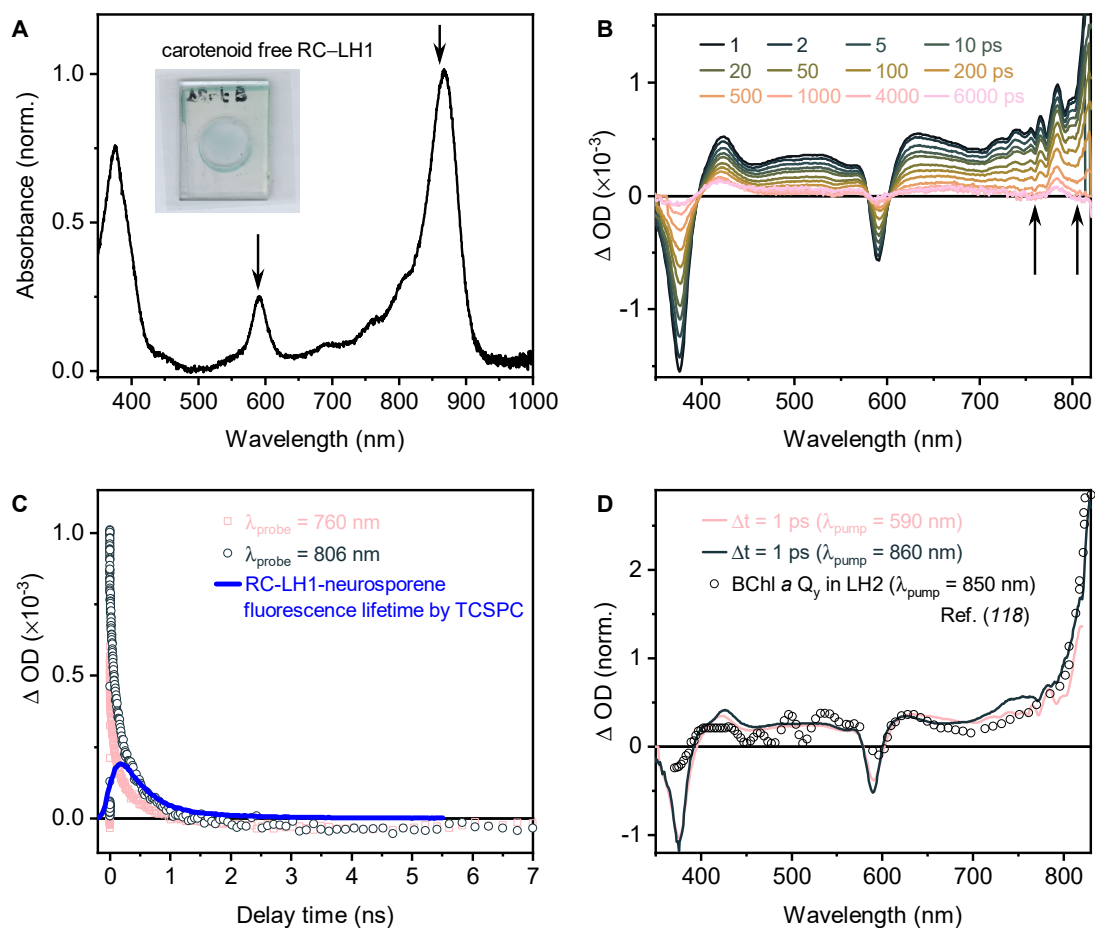 A
carotenoid free RC–LH1
1.0
0.5
0.0
Absorbance (norm.)
400 500 600 700 800 900 1000
Wavelength (nm)
B
1 2 5 10 ps
20 50 100 200 ps
500 1000 4000 6000 ps
1
0
-1
Δ OD (×10⁻³)
400 500 600 700 800
Wavelength (nm)
C
λprobe = 760 nm
λprobe = 806 nm
RC-LH1-neurosporene
fluorescence lifetime by TCSPC
1.0
0.5
0.0
Δ OD (×10⁻³)
0 1 2 3 4 5 6 7
Delay time (ns)
D
Δt = 1 ps (λpump = 590 nm)
Δt = 1 ps (λpump = 860 nm)
BChl a Qy in LH2 (λpump = 850 nm)
Ref. (118)
2
1
0
-1
Δ OD (norm.)
400 500 600 700 800
Wavelength (nm)